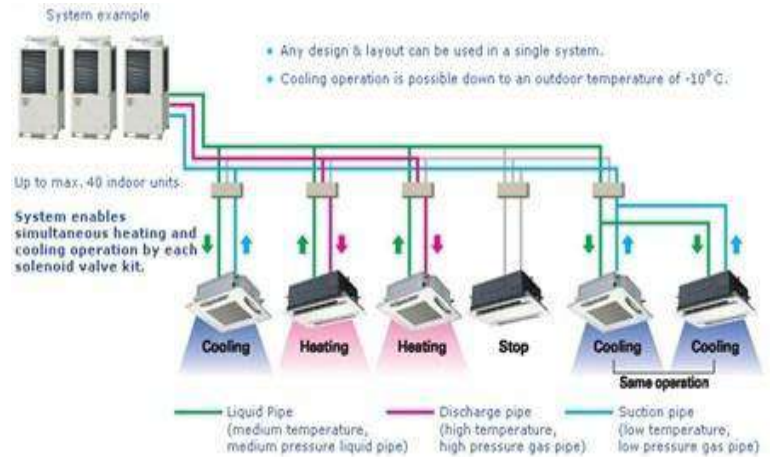 System example
• Any design & layout can be used in a single system.
• Cooling operation is possible down to an outdoor temperature of -10⁰ C.
Up to max. 40 indoor units
System enables
simultaneous heating and
cooling operation by each
solenoid valve kit.
Cooling
Heating
Heating
Stop
Cooling
Cooling
Same operation
Liquid Pipe
(medium temperature,
medium pressure liquid pipe)
Discharge pipe
(high temperature,
high pressure gas pipe)
Suction pipe
(low temperature,
low pressure gas pipe)